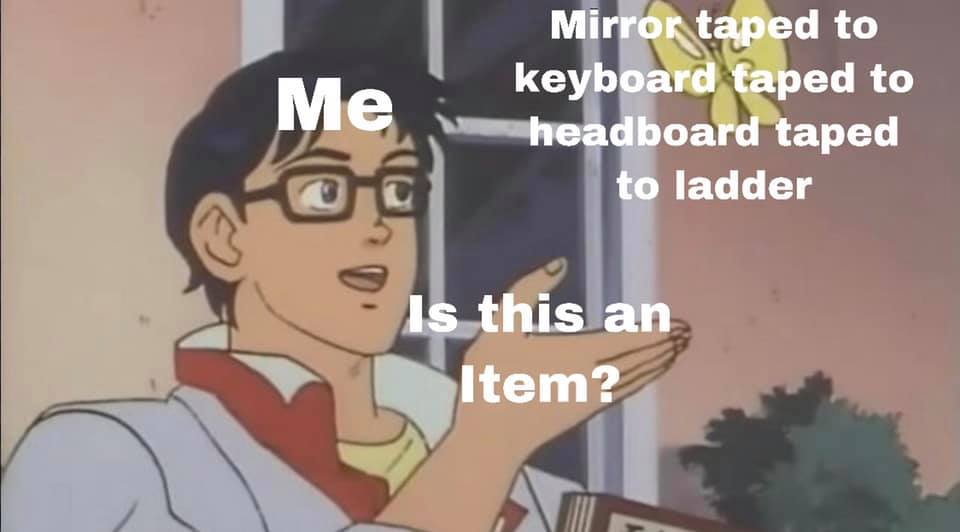 Me
Mirror taped to
keyboard taped to
headboard taped
to ladder
Is this an
Item?